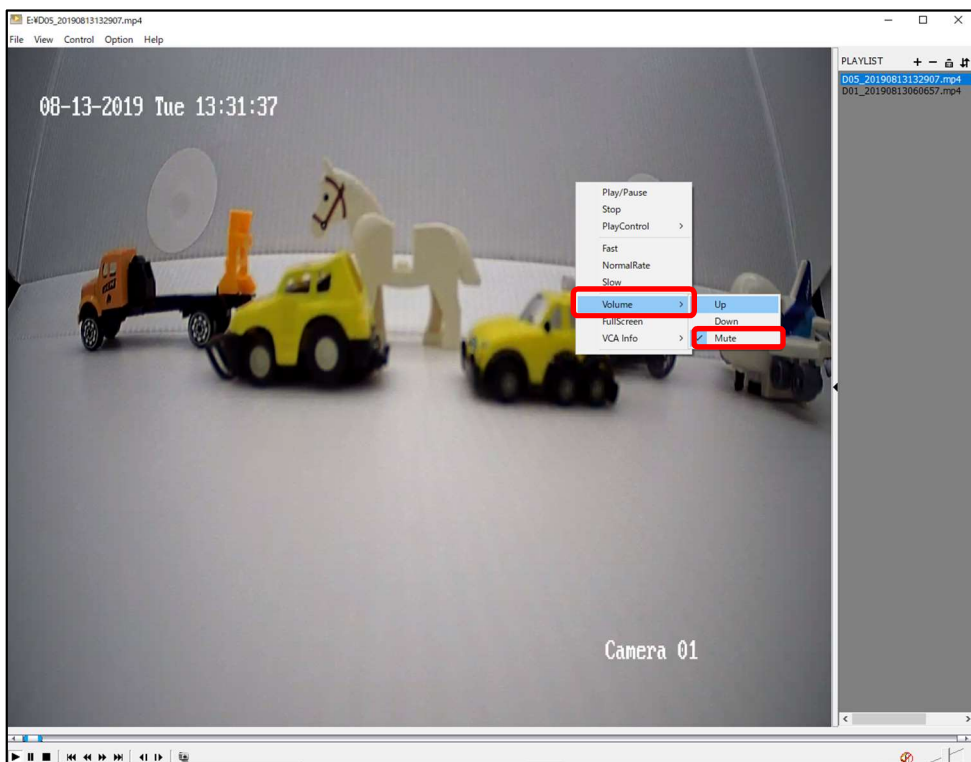 E:¥D05_20190813132907.mp4
File View Control Option Help
PLAYLIST
D05_20190813132907.mp4
D01_20190813060657.mp4
08-13-2019 Tue 13:31:37
Play/Pause
Stop
PlayControl
Fast
NormalRate
Slow
Volume
FullScreen
VCA Info
Up
Down
Mute
Camera 01